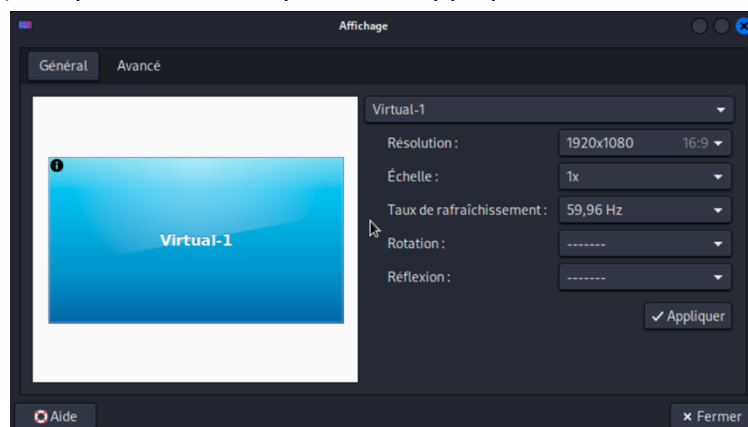 Affichage
Général Avancé
Virtual-1
Résolution : 1920x1080 16:9
Échelle : 1x
Virtual-1
Taux de rafraîchissement : 59,96 Hz
Rotation : -------
Réflexion : -------
Appliquer
Aide
Fermer